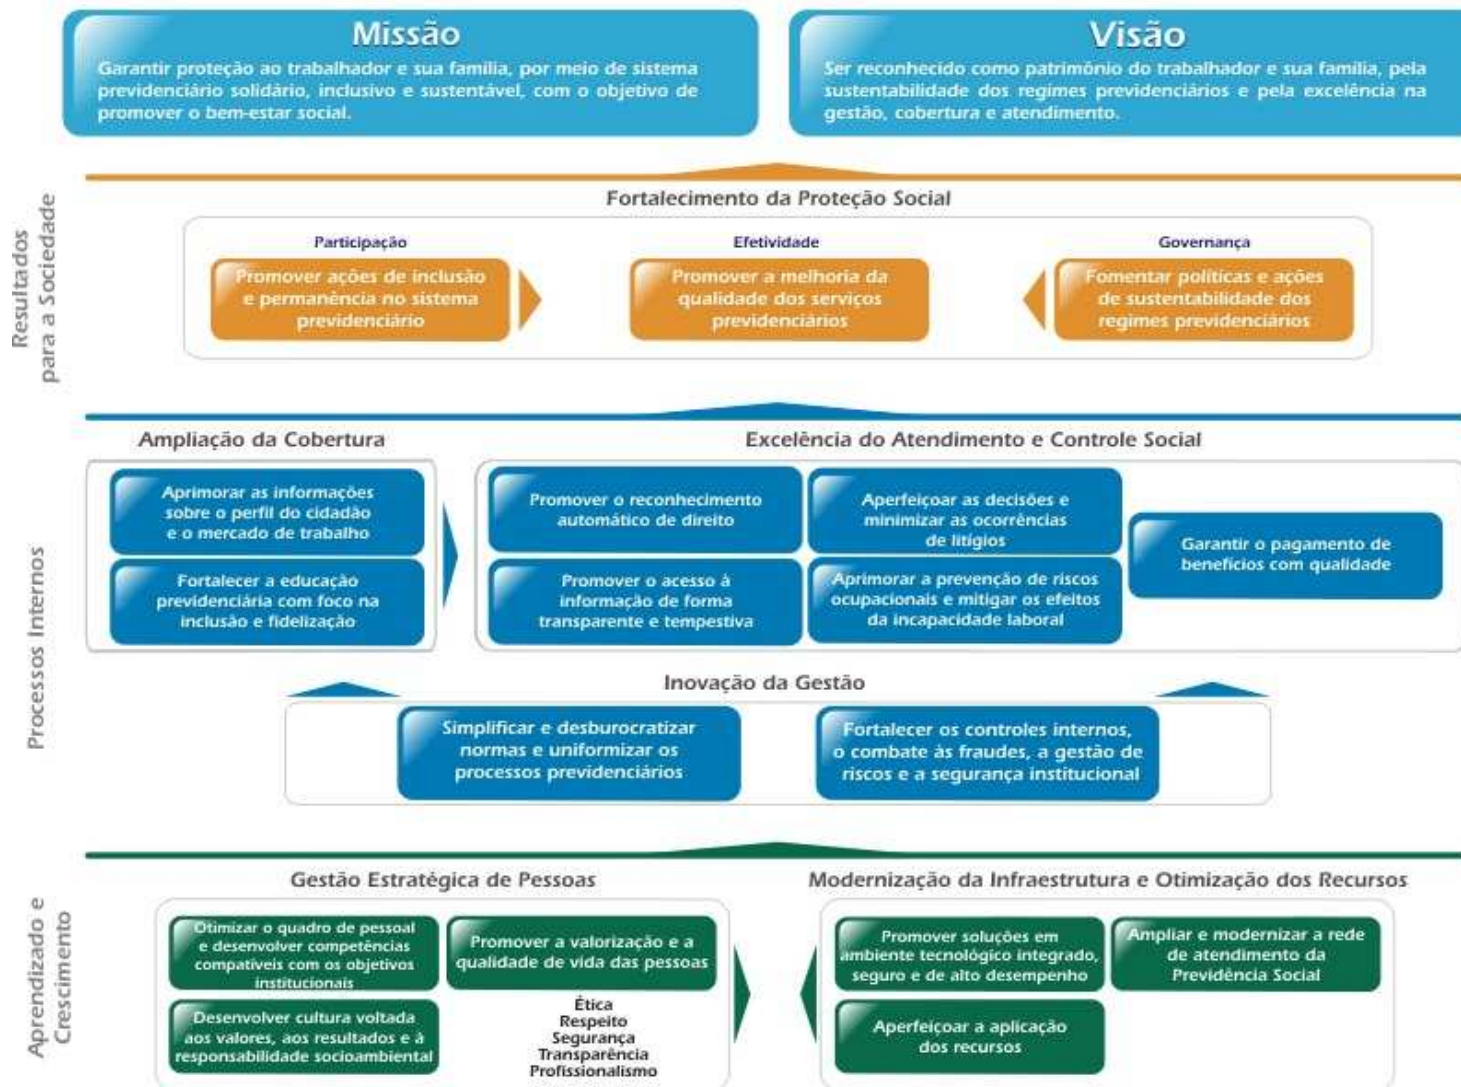 Missão
Garantir proteção ao trabalhador e sua família, por meio de sistema
previdenciário solidário, inclusivo e sustentável, com o objetivo de
promover o bem-estar social.
Visão
Ser reconhecido como patrimônio do trabalhador e sua família, pela
sustentabilidade dos regimes previdenciários e pela excelência na
gestão, cobertura e atendimento.
Resultados
para a Sociedade
Fortalecimento da Proteção Social
Participação
Promover ações de inclusão
e permanência no sistema
previdenciário
Efetividade
Promover a melhoria da
qualidade dos serviços
previdenciários
Governança
Fomentar políticas e ações
de sustentabilidade dos
regimes previdenciários
Processos Internos
Ampliação da Cobertura
Aprimorar as informações
sobre o perfil do cidadão
e o mercado de trabalho
Fortalecer a educação
previdenciária com foco na
inclusão e fidelização
Excelência do Atendimento e Controle Social
Promover o reconhecimento
automático de direito
Aperfeiçoar as decisões e
minimizar as ocorrências
de litígios
Promover o acesso à
informação de forma
transparente e tempestiva
Aprimorar a prevenção de riscos
ocupacionais e mitigar os efeitos
da incapacidade laboral
Garantir o pagamento de
benefícios com qualidade
Inovação da Gestão
Simplificar e desburocratizar
normas e uniformizar os
processos previdenciários
Fortalecer os controles internos,
o combate às fraudes, a gestão de
riscos e a segurança institucional
Aprendizado e
Crescimento
Gestão Estratégica de Pessoas
Otimizar o quadro de pessoal
e desenvolver competências
compatíveis com os objetivos
institucionais
Promover a valorização e a
qualidade de vida das pessoas
Desenvolver cultura voltada
aos valores, aos resultados e à
responsabilidade socioambiental
Ética
Respeito
Segurança
Transparência
Profissionalismo
Modernização da Infraestrutura e Otimização dos Recursos
Promover soluções em
ambiente tecnológico integrado,
seguro e de alto desempenho
Ampliar e modernizar a rede
de atendimento da
Previdência Social
Aperfeiçoar a aplicação
dos recursos